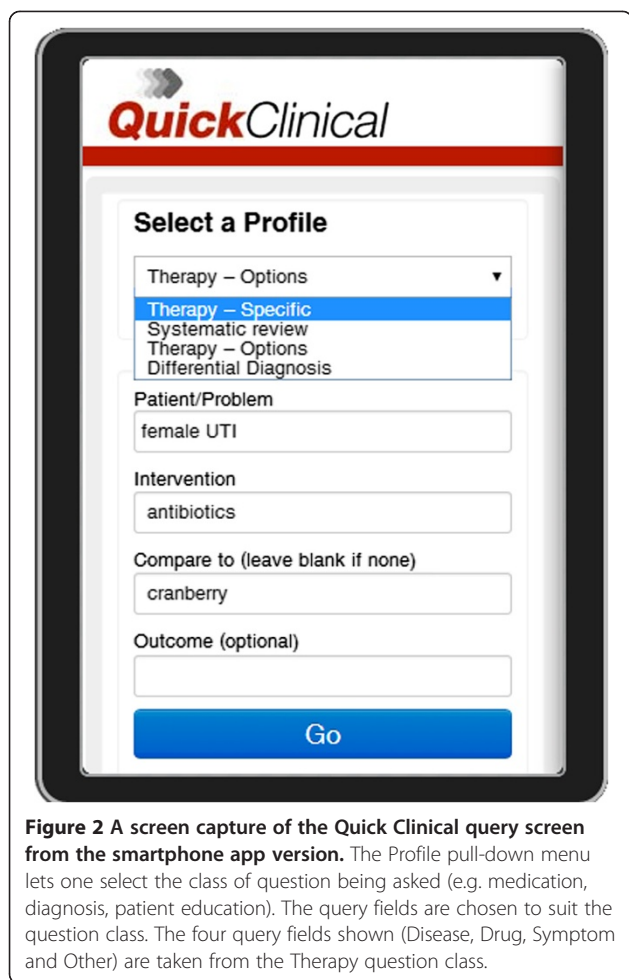 QuickClinical
Select a Profile
Therapy – Options
Therapy – Specific
Systematic review
Therapy – Options
Differential Diagnosis
Patient/Problem
female UTI
Intervention
antibiotics
Compare to (leave blank if none)
cranberry
Outcome (optional)
Go
Figure 2 A screen capture of the Quick Clinical query screen
from the smartphone app version. The Profile pull-down menu
lets one select the class of question being asked (e.g. medication,
diagnosis, patient education). The query fields are chosen to suit the
question class. The four query fields shown (Disease, Drug, Symptom
and Other) are taken from the Therapy question class.